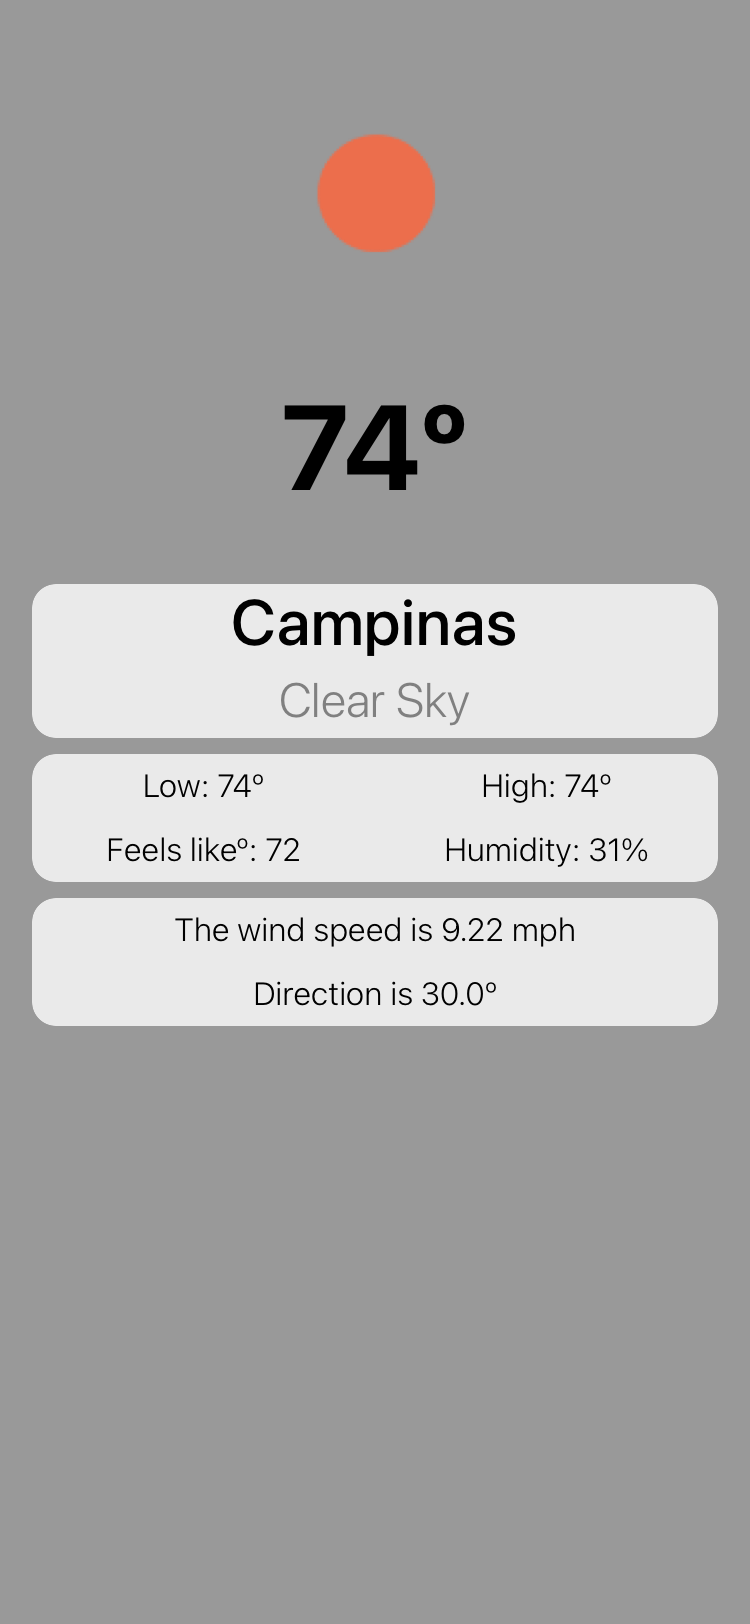 74º
Campinas
Clear Sky
Low: 74º
High: 74º
Feels likeº: 72
Humidity: 31%
The wind speed is 9.22 mph
Direction is 30.0º